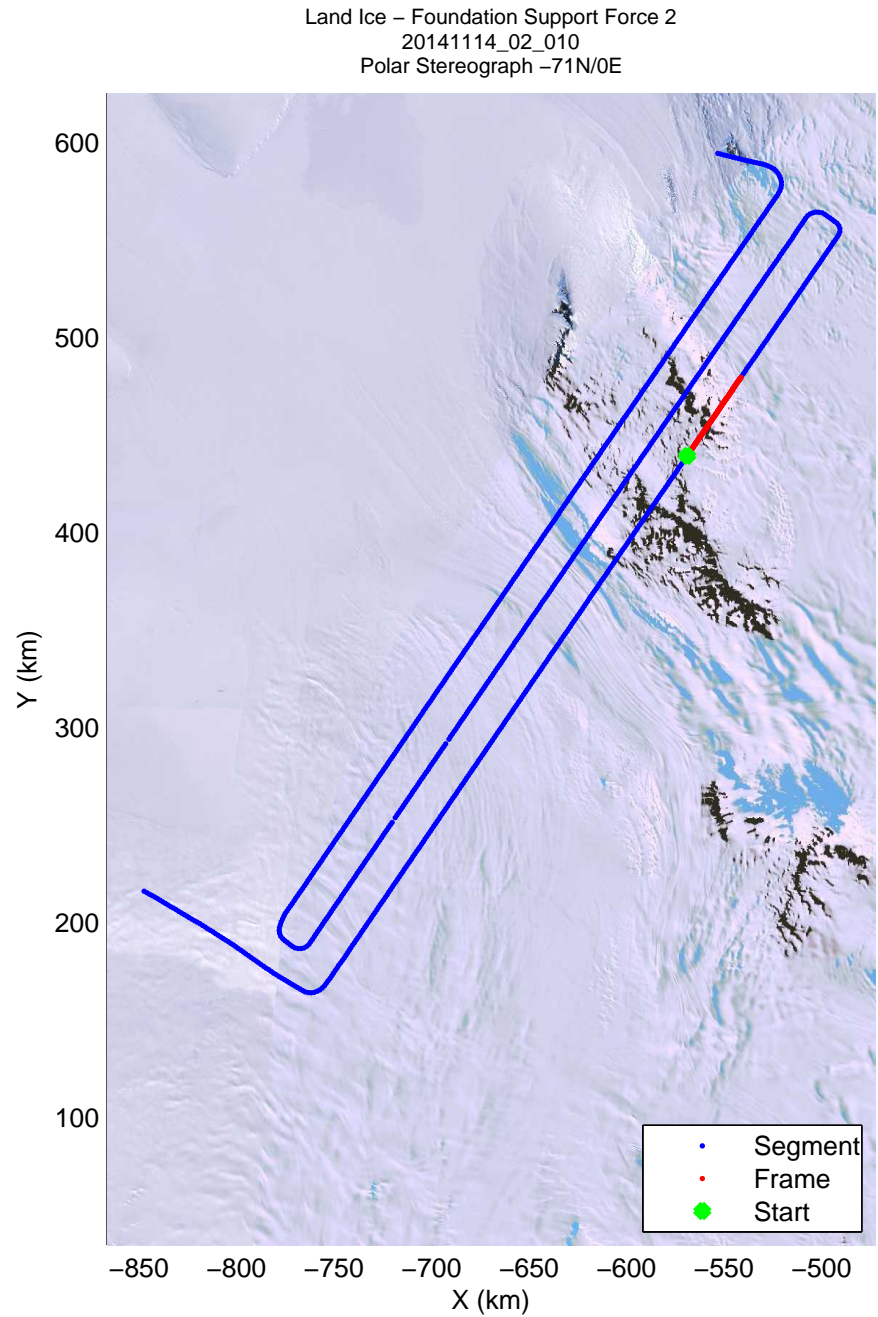 Land Ice – Foundation Support Force 2
20141114_02_010
Polar Stereograph −71N/0E
600
500
400
300
200
100
Y (km)
−850 −800 −750 −700 −650 −600 −550 −500
X (km)
Segment
Frame
Start